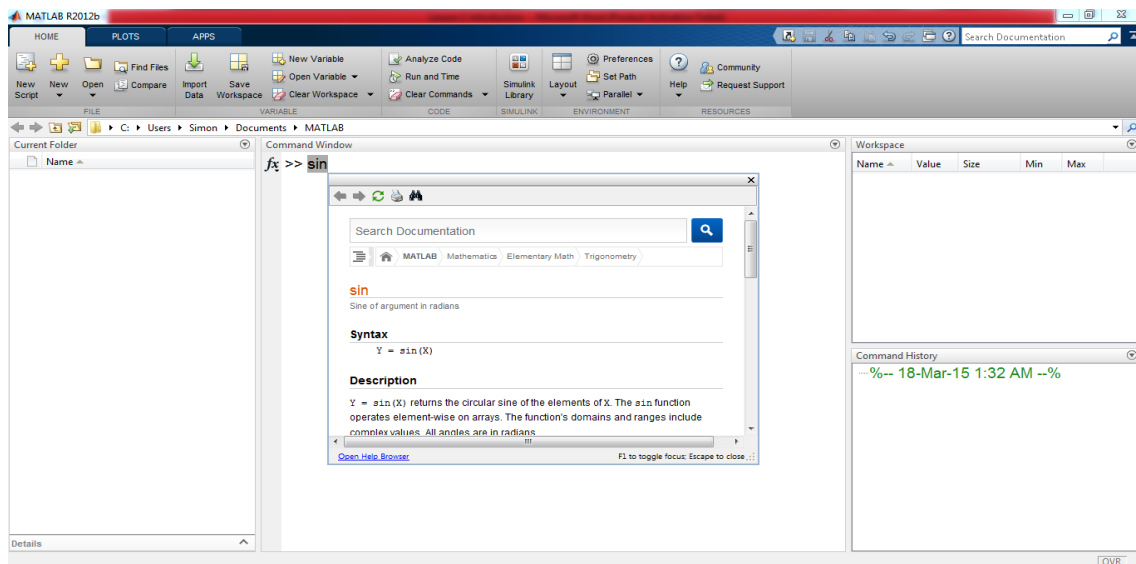 MATLAB R2012b
HOME PLOTS APPS Search Documentation
New Script New Open Find Files Compare Import Data Save Workspace New Variable Open Variable Clear Workspace Analyze Code Run and Time Clear Commands Simulink Library Layout Preferences Set Path Parallel Help Community Request Support
FILE VARIABLE CODE SIMULINK ENVIRONMENT RESOURCES
C: Users Simon Documents MATLAB
Current Folder
Name
Command Window
fx >> sin
Search Documentation
MATLAB Mathematics Elementary Math Trigonometry
sin
Sine of argument in radians
Syntax
Y = sin(X)
Description
Y = sin(X) returns the circular sine of the elements of X. The sin function
operates element-wise on arrays. The function's domains and ranges include
complex values. All angles are in radians
Open Help Browser F1 to toggle focus; Escape to close
Workspace
Name Value Size Min Max
Command History
%-- 18-Mar-15 1:32 AM --%
Details
OVR